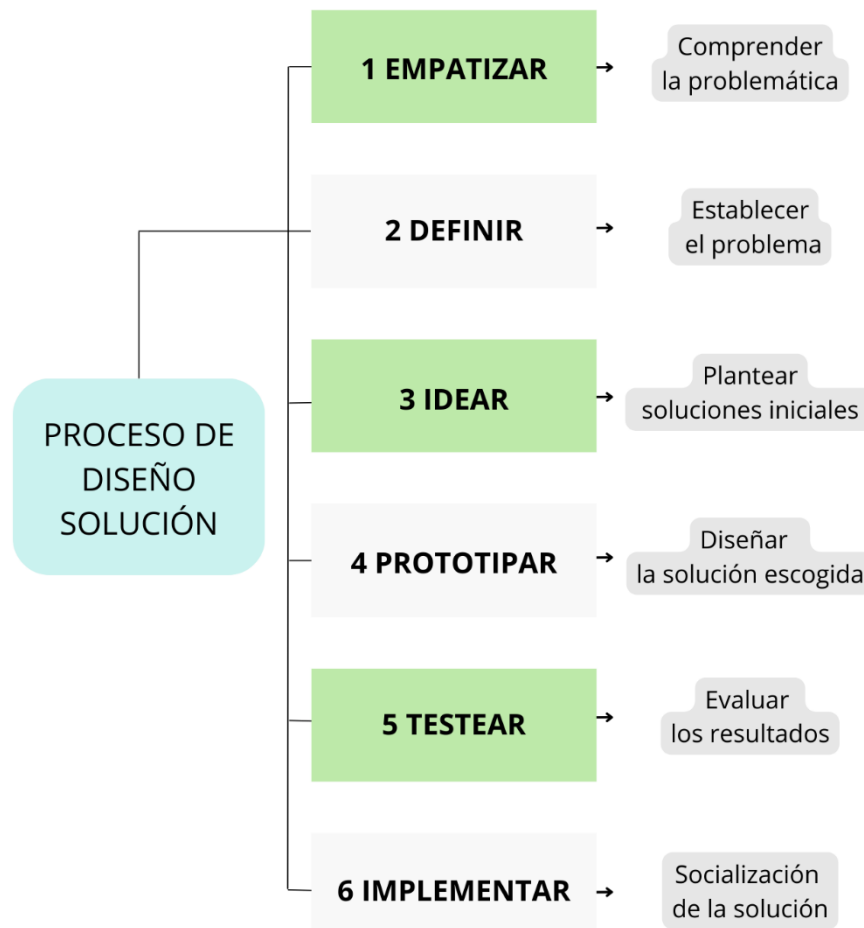 1 EMPATIZAR
Comprender
la problemática
2 DEFINIR
Establecer
el problema
3 IDEAR
Plantear
soluciones iniciales
PROCESO DE
DISEÑO
SOLUCIÓN
4 PROTOTIPAR
Diseñar
la solución escogida
5 TESTEAR
Evaluar
los resultados
6 IMPLEMENTAR
Socialización
de la solución